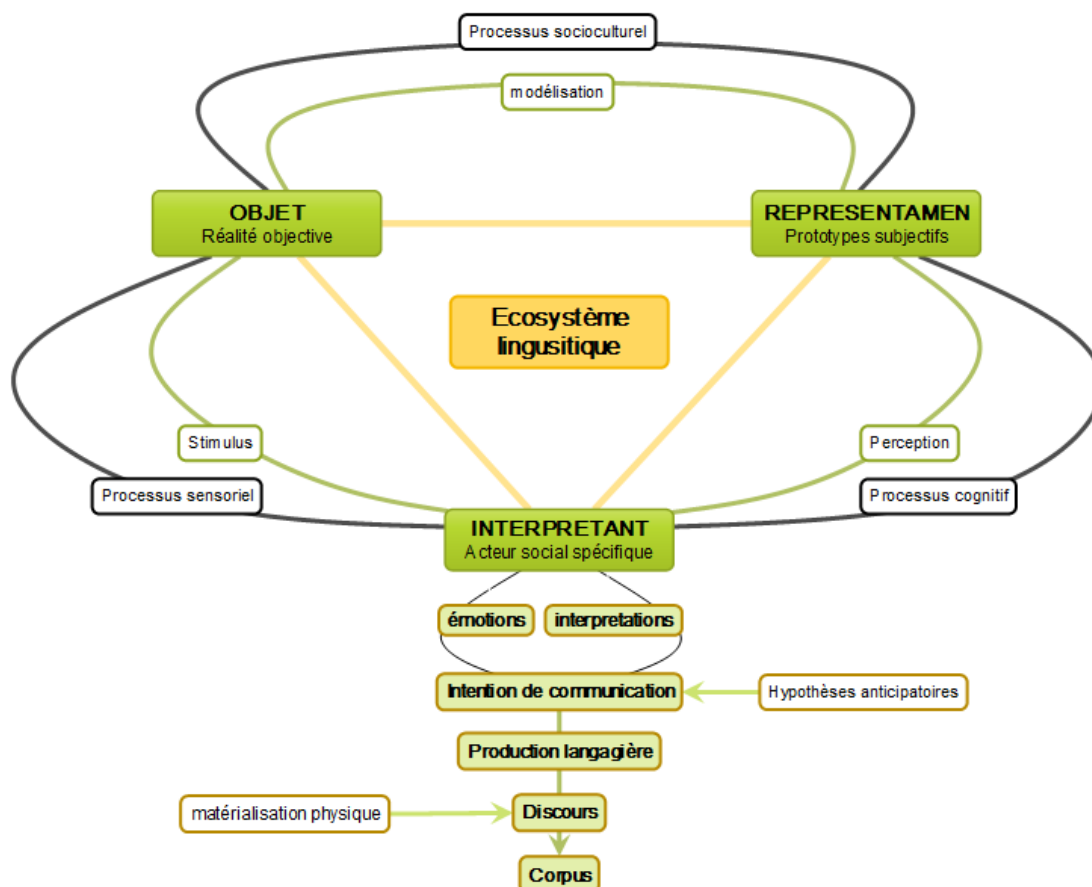 Processus socioculturel
modélisation
OBJET
Réalité objective
REPRESENTAMEN
Prototypes subjectifs
Ecosystème
lingusitique
Stimulus
Perception
Processus sensoriel
Processus cognitif
INTERPRETANT
Acteur social spécifique
émotions
interpretations
Intention de communication
Hypothèses anticipatoires
Production langagière
matérialisation physique
Discours
Corpus